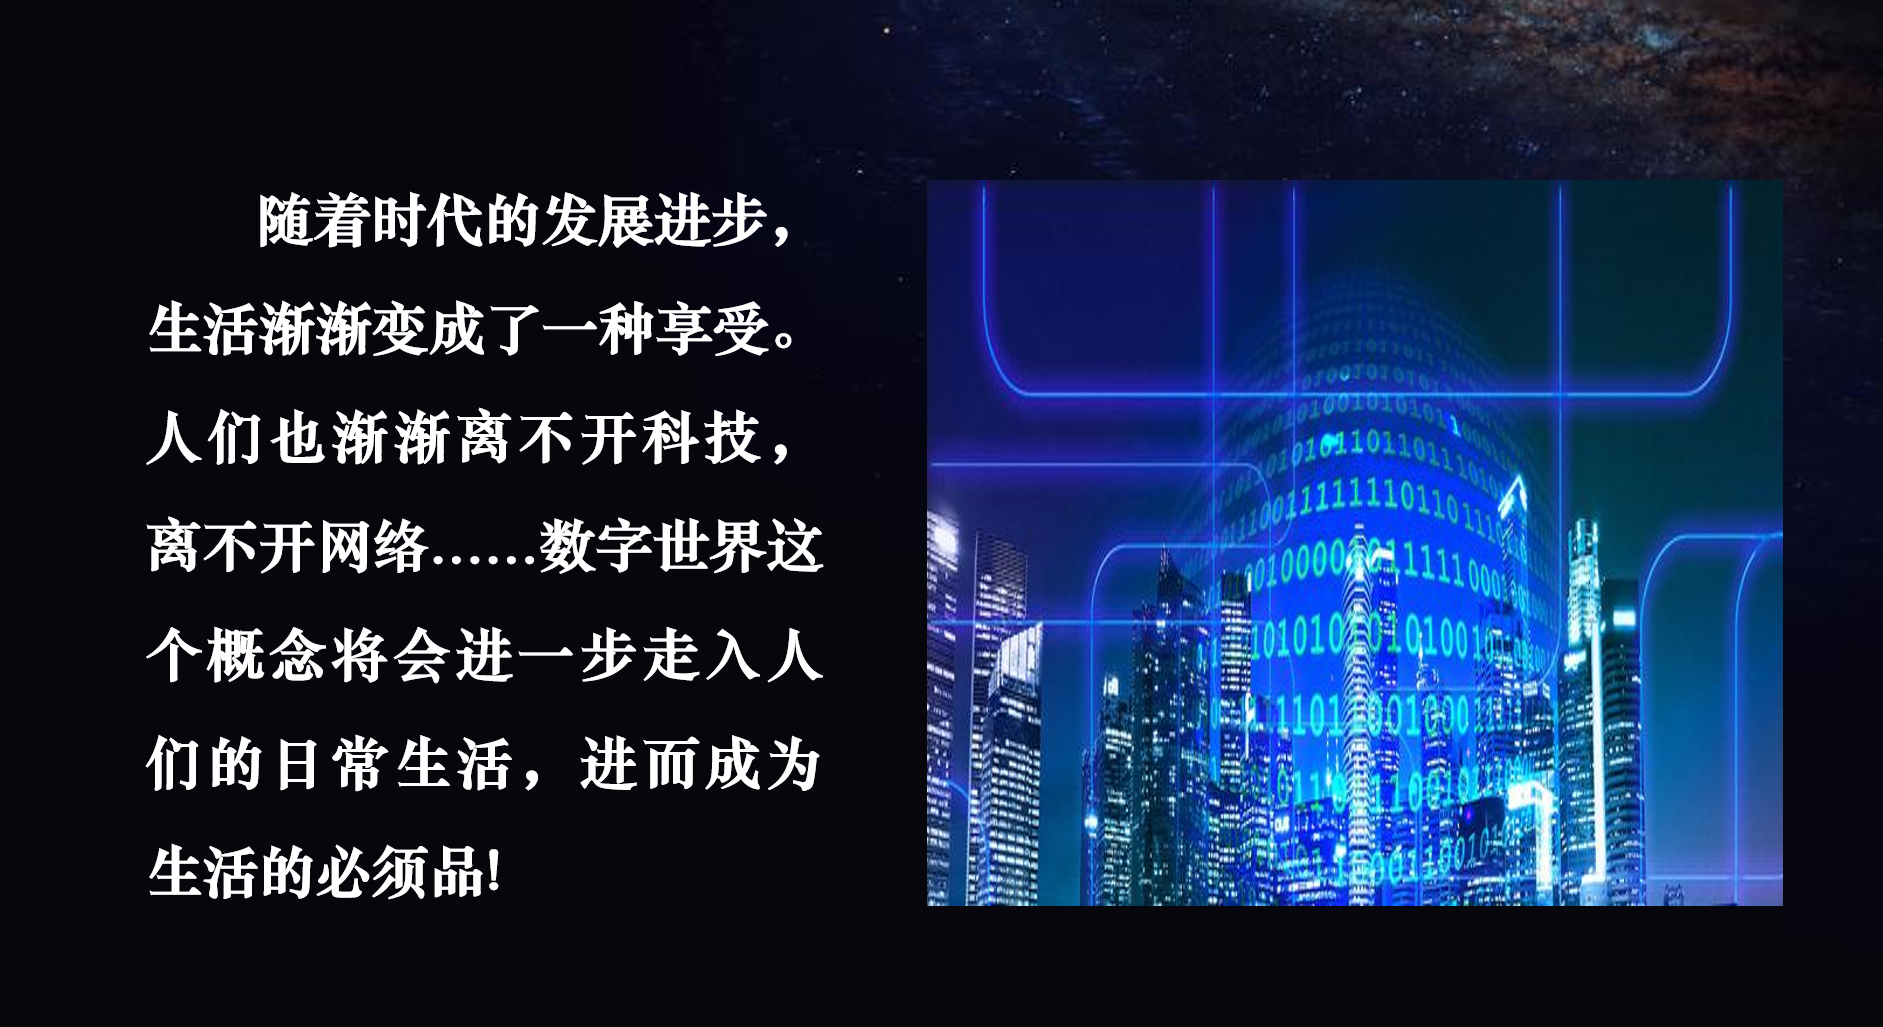 随着时代的发展进步，
生活渐渐变成了一种享受。
人们也渐渐离不开科技，
离不开网络……数字世界这
个概念将会进一步走入人
们的日常生活，进而成为
生活的必须品!